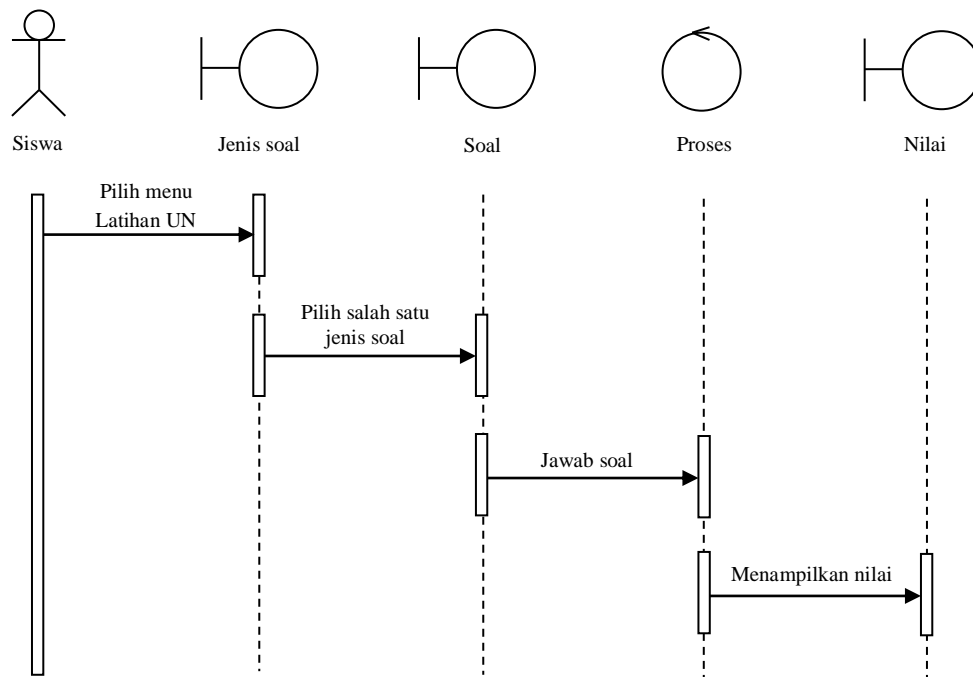 Siswa
Jenis soal
Soal
Proses
Nilai
Pilih menu
Latihan UN
Pilih salah satu
jenis soal
Jawab soal
Menampilkan nilai